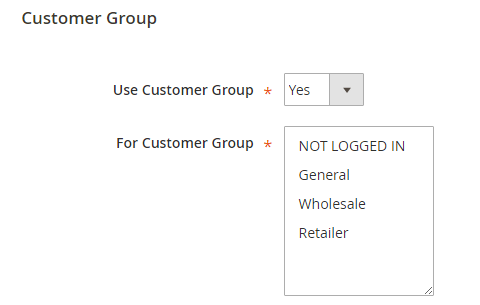 Customer Group
Use Customer Group * Yes
For Customer Group * NOT LOGGED IN
General
Wholesale
Retailer